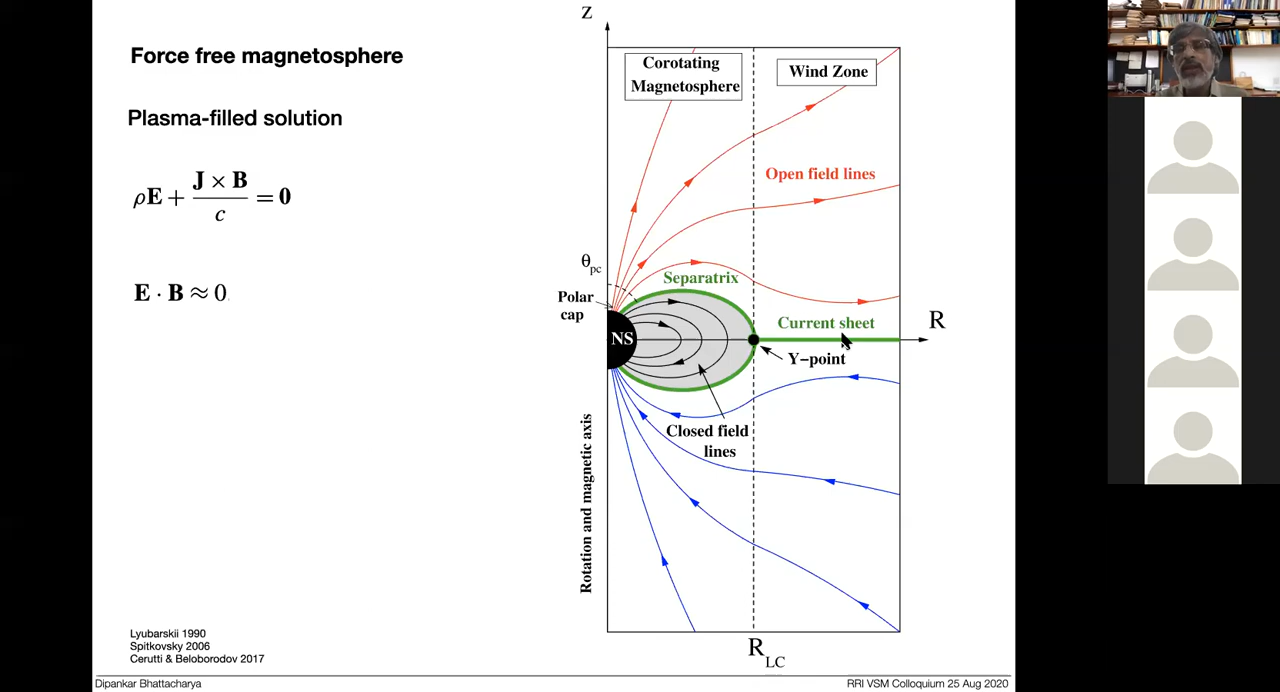 Force free magnetosphere
Plasma-filled solution
ρE + J × B / c = 0
E · B ≈ 0
Lyubarskii 1990
Spitkovsky 2006
Cerutti & Beloborodov 2017
Z
Corotating
Magnetosphere
Wind Zone
Open field lines
θpc
Separatrix
Polar
cap
Current sheet
R
NS
Y-point
Closed field
lines
Rotation and magnetic axis
R_LC
Dipankar Bhattacharya
RRI VSM Colloquium 25 Aug 2020